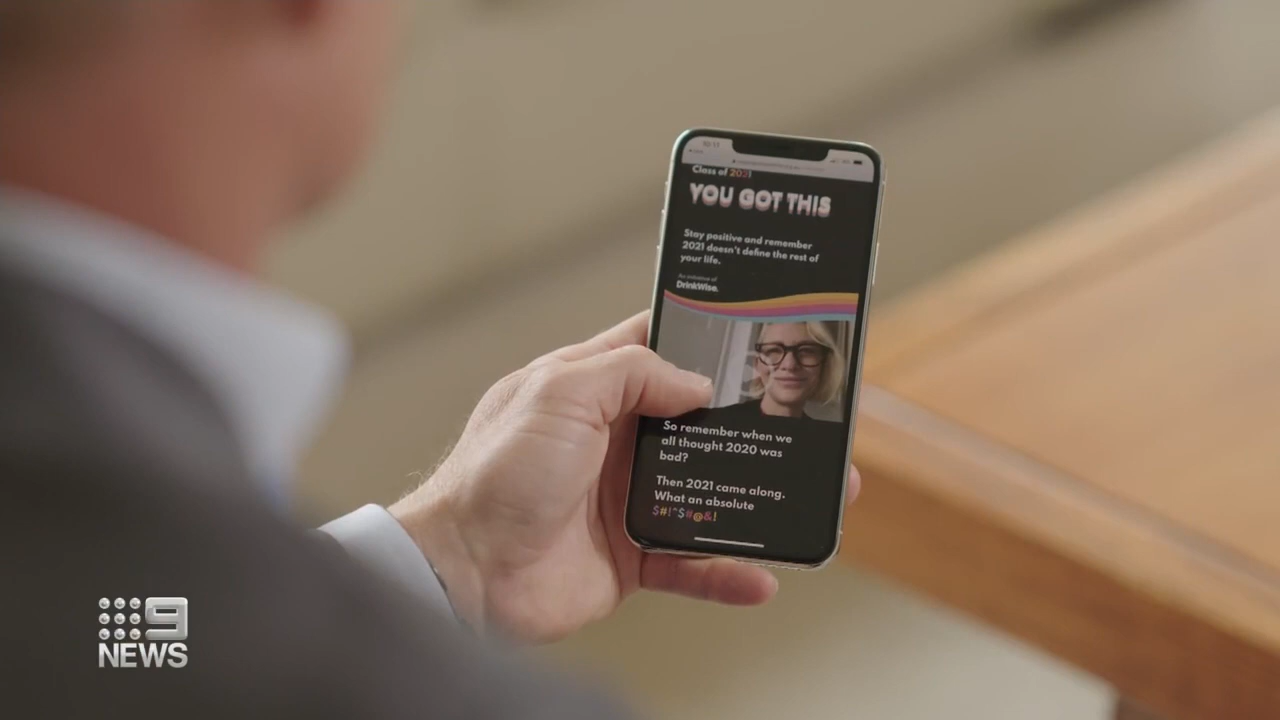 10:11
Class of 2021
YOU GOT THIS
Stay positive and remember
2021 doesn't define the rest of
your life.
An initiative of
DrinkWise.
So remember when we
all thought 2020 was
bad?
Then 2021 came along.
What an absolute
$#!"$#@&!
9
NEWS